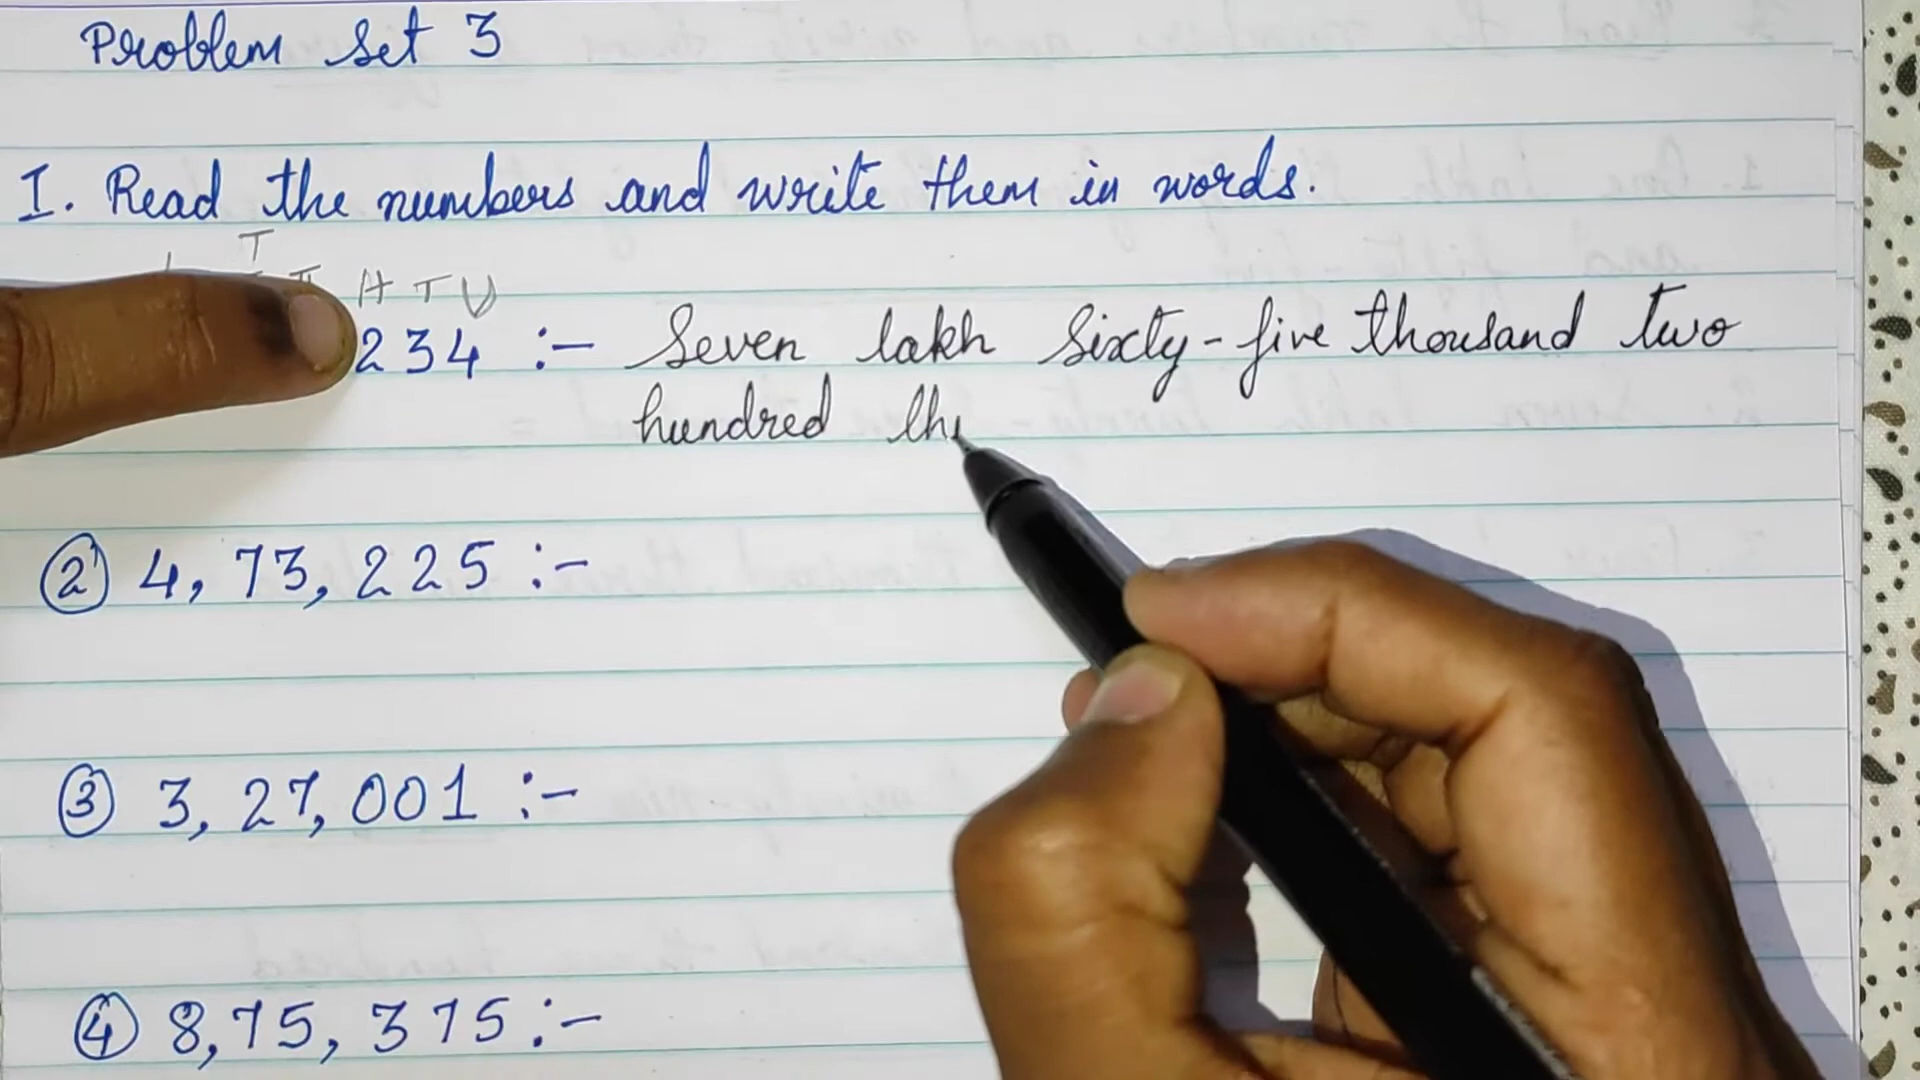 Problem Set 3
I. Read the numbers and write them in words.
T
H T U
234 :- Seven lakh Sixty-five thousand two
hundred th
② 4, 73, 225 :-
③ 3, 27, 001 :-
④ 8, 75, 375 :-